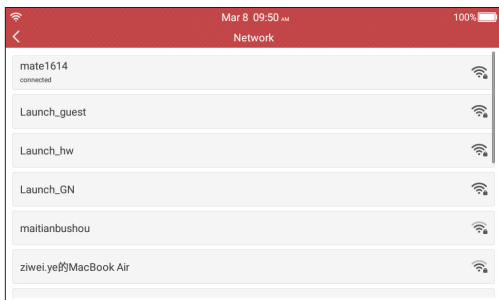 Mar 8 09:50 AM 100%
Network
mate1614
connected
Launch_guest
Launch_hw
Launch_GN
maitianbushou
ziwei.ye的MacBook Air